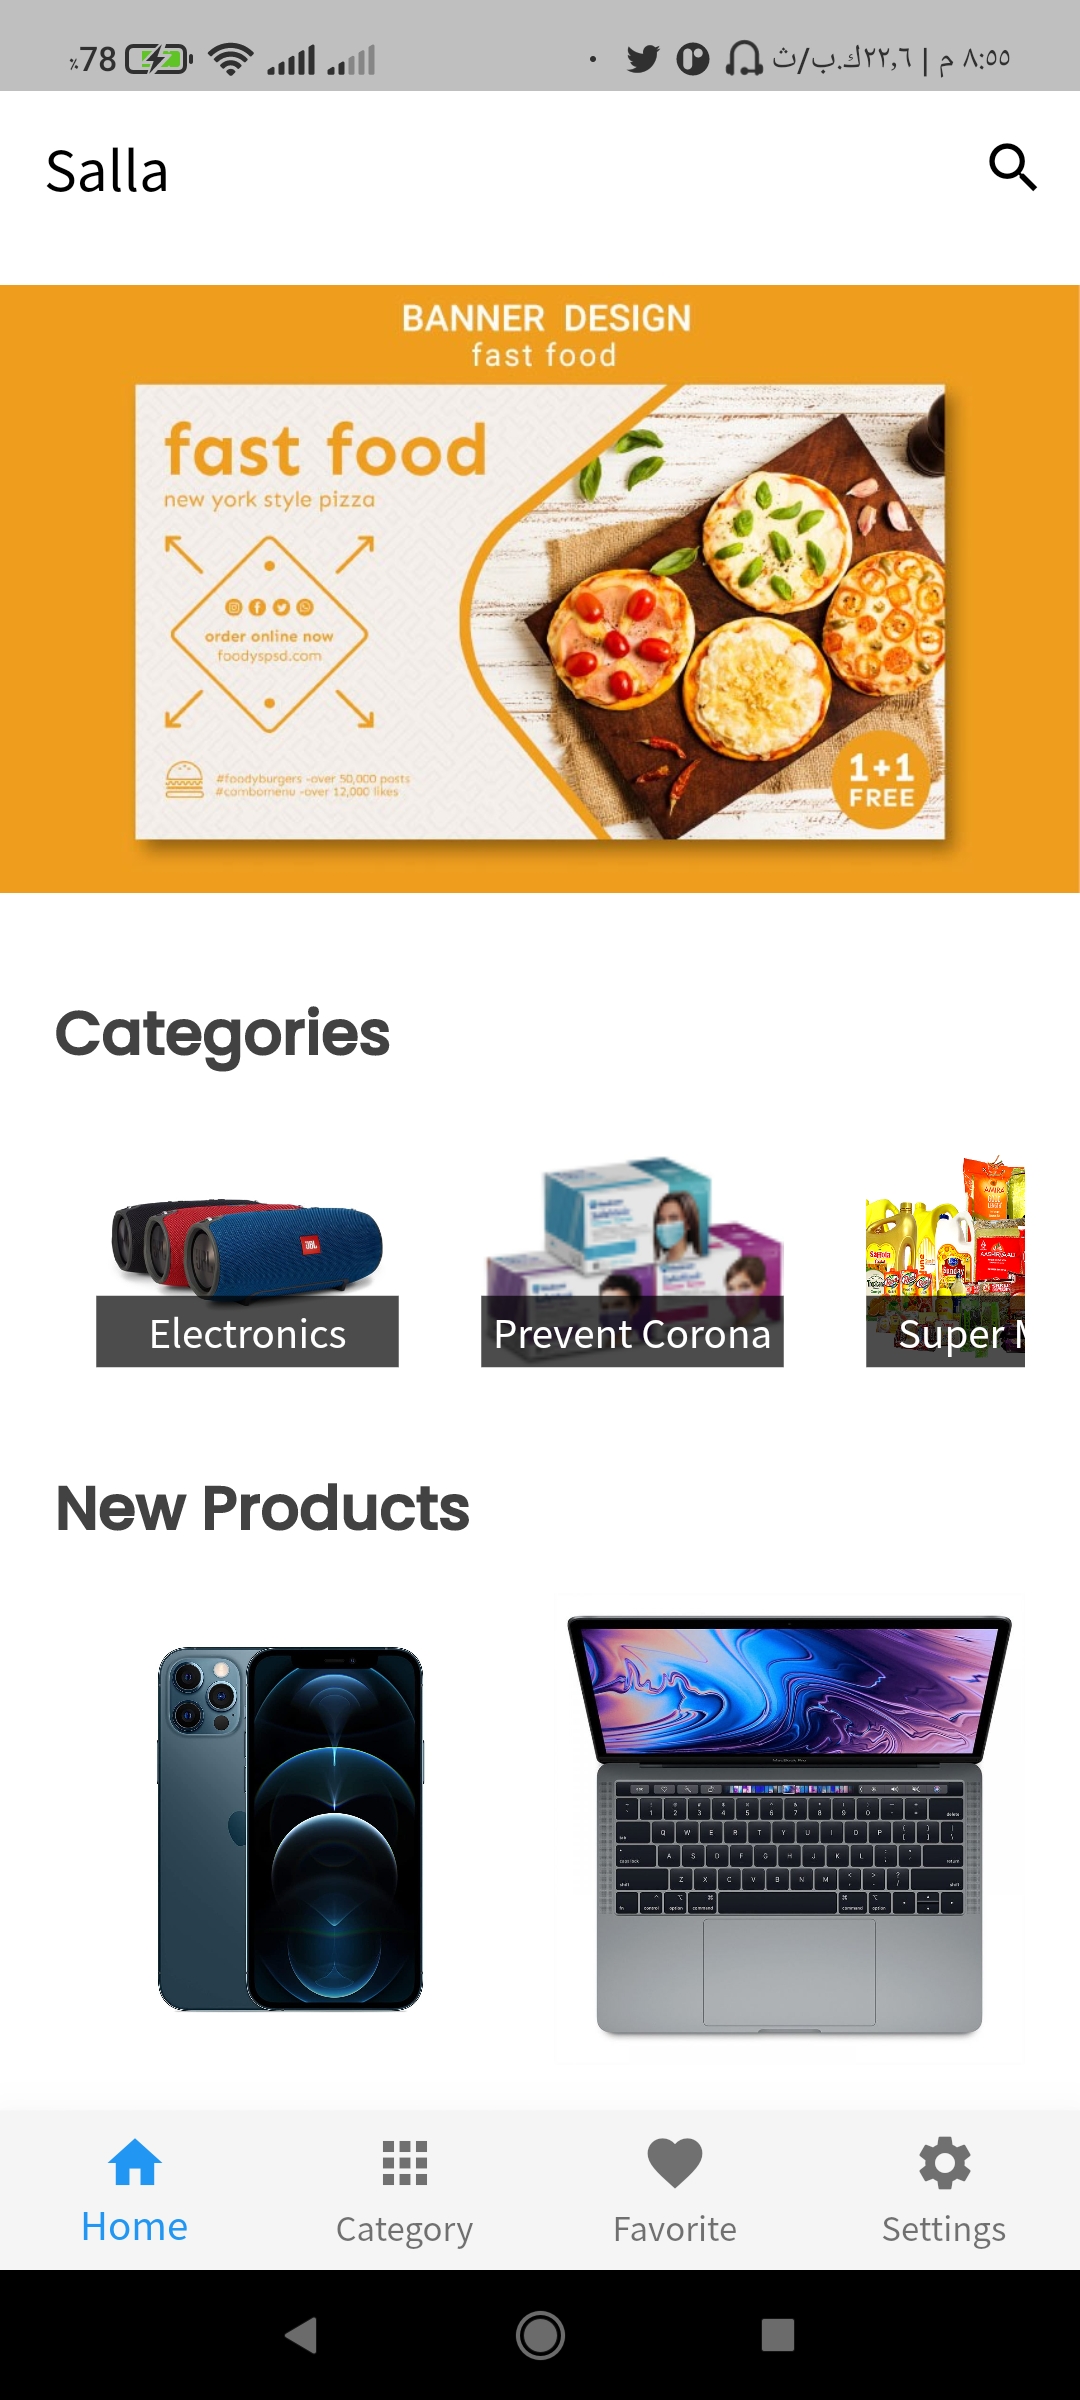 ٪78
٨:٥٥ م | ٢٢,٦ك.ب/ث
Salla
BANNER DESIGN
fast food
fast food
new york style pizza
order online now
foodyspsd.com
#foodyburgers -over 50,000 posts
#combomenu -over 12,000 likes
1+1
FREE
Categories
JBL
Electronics
Prevent Corona
Super M
New Products
Home
Category
Favorite
Settings